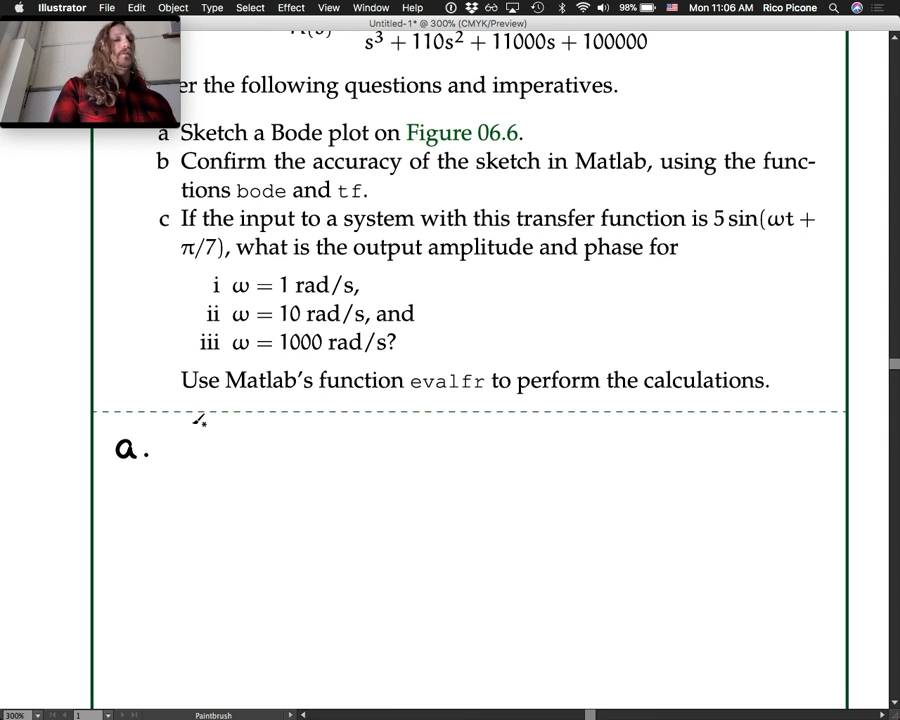 Illustrator File Edit Object Type Select Effect View Window Help 98% Mon 11:06 AM Rico Picone
Untitled-1* @ 300% (CMYK/Preview)
s³ + 110s² + 11000s + 100000
er the following questions and imperatives.
a Sketch a Bode plot on Figure 06.6.
b Confirm the accuracy of the sketch in Matlab, using the func-
tions bode and tf.
c If the input to a system with this transfer function is 5 sin(ωt +
π/7), what is the output amplitude and phase for
i ω = 1 rad/s,
ii ω = 10 rad/s, and
iii ω = 1000 rad/s?
Use Matlab's function evalfr to perform the calculations.
a.
300% 1 Paintbrush